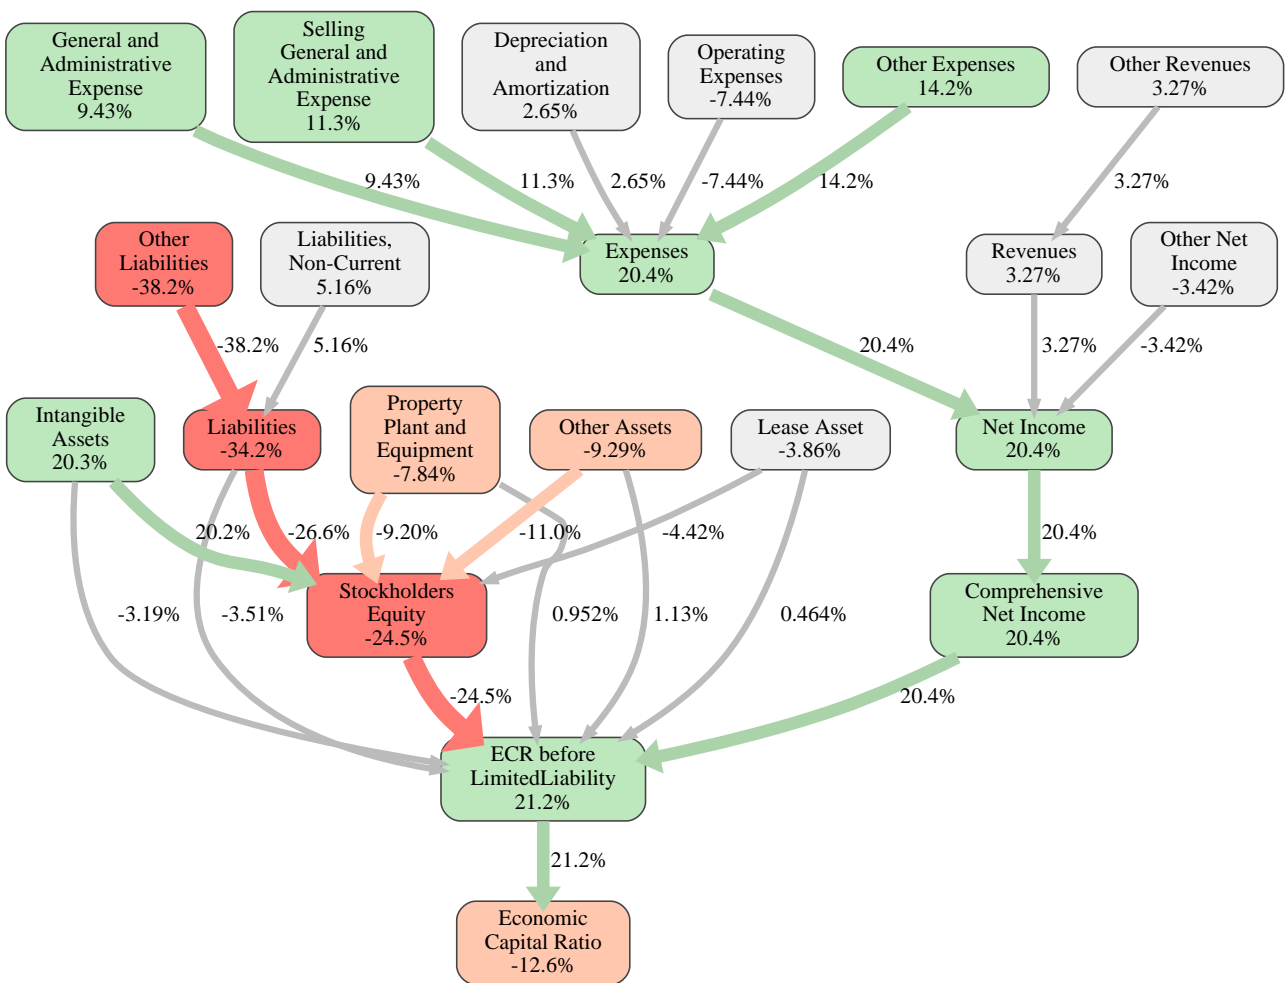 General and
Administrative
Expense
9.43%
Selling
General and
Administrative
Expense
11.3%
Depreciation
and
Amortization
2.65%
Operating
Expenses
-7.44%
Other Expenses
14.2%
Other Revenues
3.27%
9.43%
11.3%
2.65%
-7.44%
14.2%
3.27%
Other
Liabilities
-38.2%
Liabilities,
Non-Current
5.16%
Expenses
20.4%
Revenues
3.27%
Other Net
Income
-3.42%
-38.2%
5.16%
20.4%
3.27%
-3.42%
Intangible
Assets
20.3%
Liabilities
-34.2%
Property
Plant and
Equipment
-7.84%
Other Assets
-9.29%
Lease Asset
-3.86%
Net Income
20.4%
20.2%
-26.6%
-9.20%
-11.0%
-4.42%
20.4%
-3.19%
-3.51%
Stockholders
Equity
-24.5%
0.952%
1.13%
0.464%
Comprehensive
Net Income
20.4%
-24.5%
20.4%
ECR before
LimitedLiability
21.2%
21.2%
Economic
Capital Ratio
-12.6%